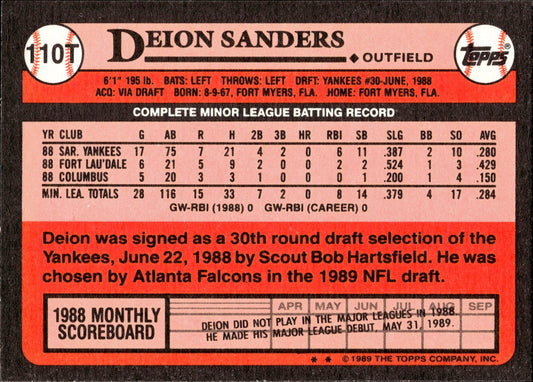 110T
DEION SANDERS
◆ OUTFIELD
Topps®
6'1" 195 lb. BATS: LEFT THROWS: LEFT DRFT: YANKEES #30-JUNE, 1988
ACQ: VIA DRAFT BORN: 8-9-67, FORT MYERS, FLA. HOME: FORT MYERS, FLA.
COMPLETE MINOR LEAGUE BATTING RECORD
YR CLUB G AB R H 2B 3B HR RBI SB SLG BB SO AVG
88 SAR. YANKEES 17 75 7 21 4 2 0 6 11 .387 2 10 .280
88 FORT LAU'DALE 6 21 5 9 2 0 0 2 2 .524 1 3 .429
88 COLUMBUS 5 20 3 3 1 0 0 0 1 .200 1 4 .150
MIN. LEA. TOTALS 28 116 15 33 7 2 0 8 14 .379 4 17 .284
GW-RBI (1988) 0 GW-RBI (CAREER) 0
Deion was signed as a 30th round draft selection of the
Yankees, June 22, 1988 by Scout Bob Hartsfield. He was
chosen by Atlanta Falcons in the 1989 NFL draft.
1988 MONTHLY
SCOREBOARD
APR MAY JUN JUL AUG SEP
DEION DID NOT PLAY IN THE MAJOR LEAGUES IN 1988.
HE MADE HIS MAJOR LEAGUE DEBUT, MAY 31, 1989.
* * ©1989 THE TOPPS COMPANY, INC.